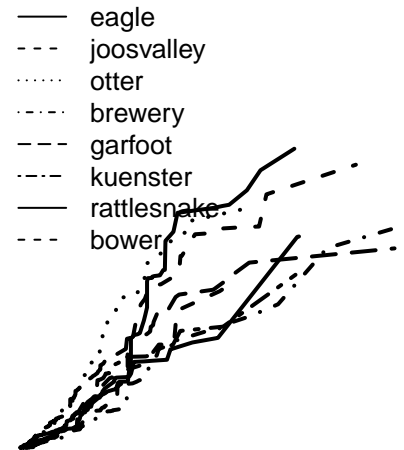 eagle
joosvalley
otter
brewery
garfoot
kuenster
rattlesnake
bower